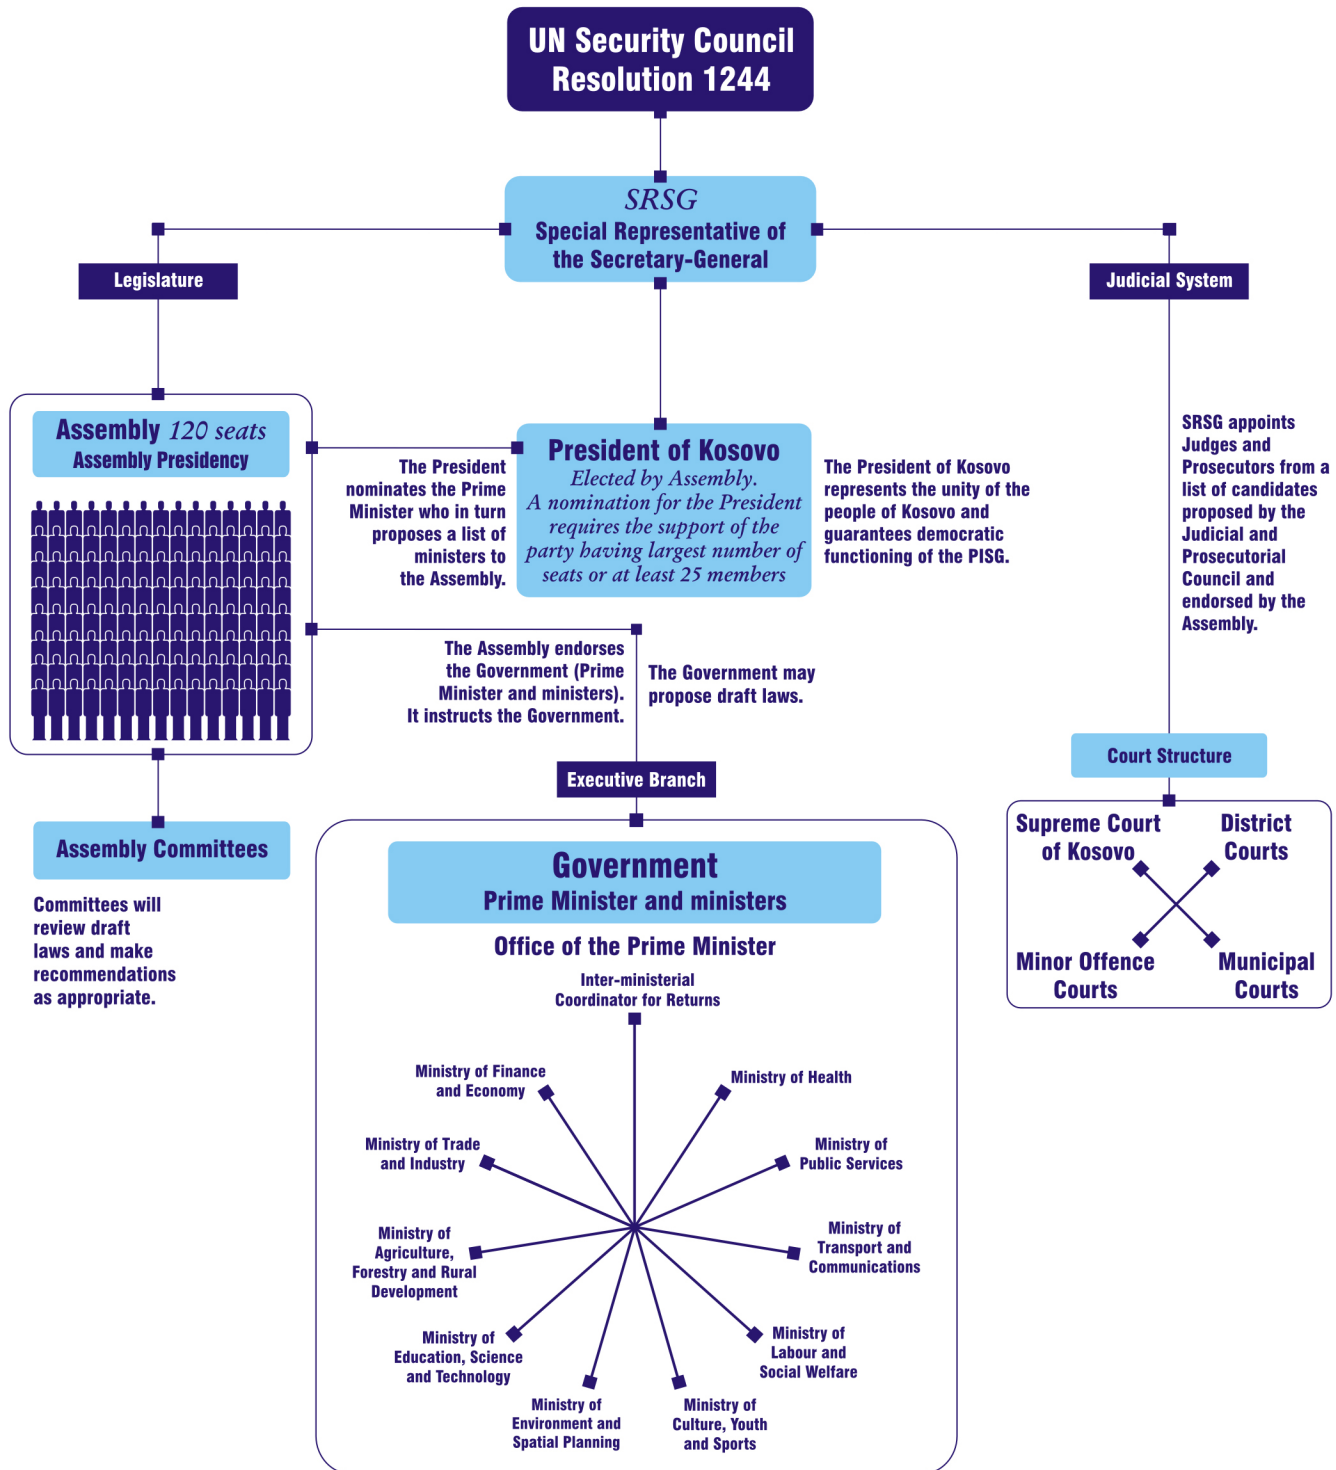 UN Security Council
Resolution 1244
SRSG
Special Representative of
the Secretary-General
Legislature
Judicial System
Assembly 120 seats
Assembly Presidency
The President
nominates the Prime
Minister who in turn
proposes a list of
ministers to
the Assembly.
President of Kosovo
Elected by Assembly.
A nomination for the President
requires the support of the
party having largest number of
seats or at least 25 members
The President of Kosovo
represents the unity of the
people of Kosovo and
guarantees democratic
functioning of the PISG.
SRSG appoints
Judges and
Prosecutors from a
list of candidates
proposed by the
Judicial and
Prosecutorial
Council and
endorsed by the
Assembly.
The Assembly endorses
the Government (Prime
Minister and ministers).
It instructs the Government.
The Government may
propose draft laws.
Executive Branch
Court Structure
Supreme Court
of Kosovo
District
Courts
Minor Offence
Courts
Municipal
Courts
Assembly Committees
Committees will
review draft
laws and make
recommendations
as appropriate.
Government
Prime Minister and ministers
Office of the Prime Minister
Inter-ministerial
Coordinator for Returns
Ministry of Finance
and Economy
Ministry of Health
Ministry of Trade
and Industry
Ministry of
Public Services
Ministry of
Agriculture,
Forestry and Rural
Development
Ministry of
Transport and
Communications
Ministry of
Education, Science
and Technology
Ministry of
Labour and
Social Welfare
Ministry of
Environment and
Spatial Planning
Ministry of
Culture, Youth
and Sports